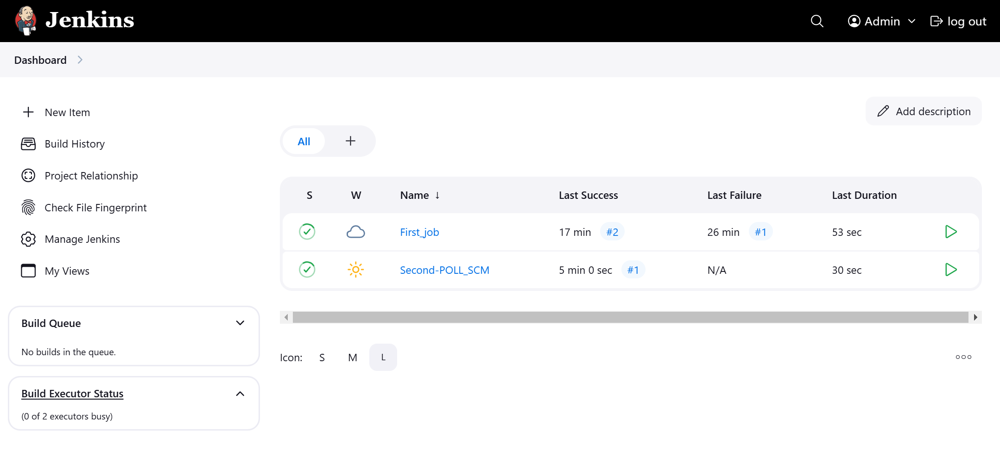 Jenkins
Admin
log out
Dashboard
New Item
Build History
Project Relationship
Check File Fingerprint
Manage Jenkins
My Views
Build Queue
No builds in the queue.
Build Executor Status
(0 of 2 executors busy)
Add description
All
S W Name ↓ Last Success Last Failure Last Duration
First_job 17 min #2 26 min #1 53 sec
Second-POLL_SCM 5 min 0 sec #1 N/A 30 sec
Icon: S M L